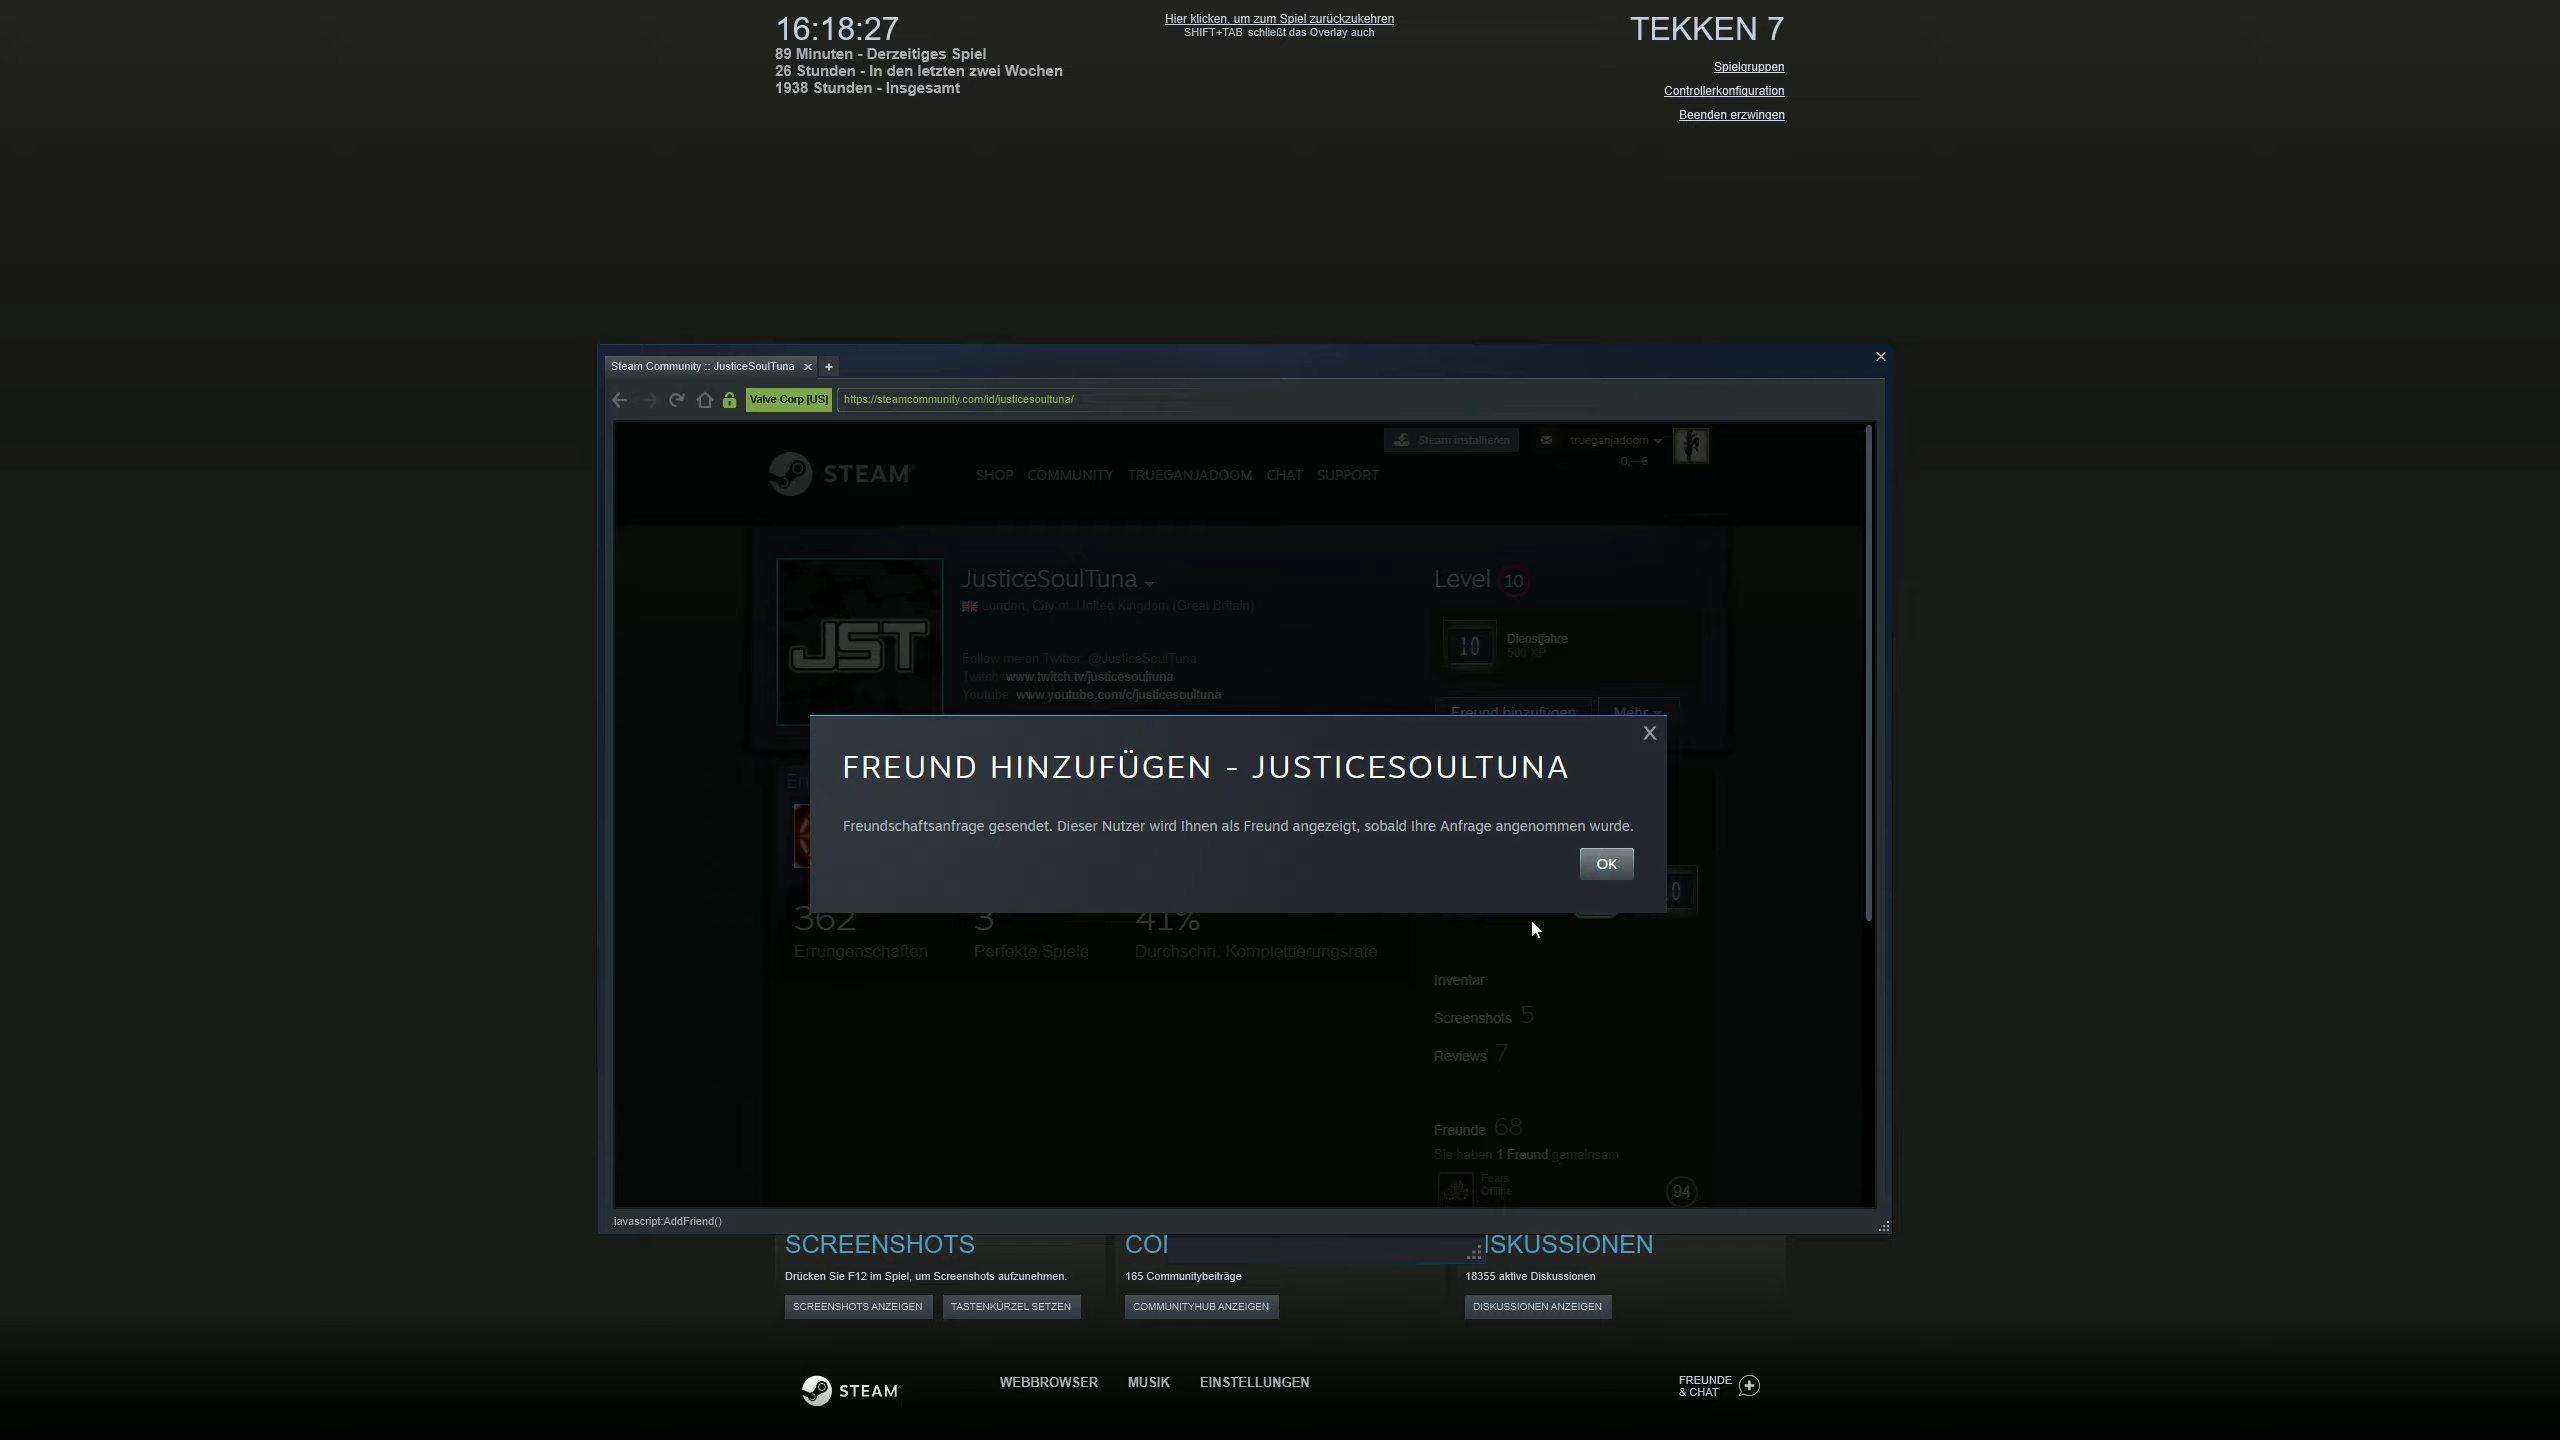 16:18:27
89 Minuten - Derzeitiges Spiel
26 Stunden - In den letzten zwei Wochen
1938 Stunden - Insgesamt
Hier klicken, um zum Spiel zurückzukehren
SHIFT+TAB schließt das Overlay auch
TEKKEN 7
Spielgruppen
Controllerkonfiguration
Beenden erzwingen
Steam Community :: JusticeSoulTuna
Valve Corp [US] https://steamcommunity.com/id/justicesoultuna/
Steam installieren trueganjadoom
0,--€
STEAM SHOP COMMUNITY TRUEGANJADOOM CHAT SUPPORT
JST
JusticeSoulTuna
London, City of, United Kingdom (Great Britain)
Follow me on Twitter: @JusticeSoulTuna
Twitch: www.twitch.tv/justicesoultuna
Youtube: www.youtube.com/c/justicesoultuna
Level 10
10 Dienstjahre
500 XP
Freund hinzufügen Mehr
X
FREUND HINZUFÜGEN - JUSTICESOULTUNA
Freundschaftsanfrage gesendet. Dieser Nutzer wird Ihnen als Freund angezeigt, sobald Ihre Anfrage angenommen wurde.
OK
362 3 41%
Errungenschaften Perfekte Spiele Durchschn. Komplettierungsrate
Inventar
Screenshots 5
Reviews 7
Freunde 68
Sie haben 1 Freund gemeinsam
Fears
Offline
94
javascript:AddFriend()
SCREENSHOTS
Drücken Sie F12 im Spiel, um Screenshots aufzunehmen.
SCREENSHOTS ANZEIGEN TASTENKÜRZEL SETZEN
165 Communitybeiträge
COMMUNITYHUB ANZEIGEN
ISKUSSIONEN
18355 aktive Diskussionen
DISKUSSIONEN ANZEIGEN
STEAM WEBBROWSER MUSIK EINSTELLUNGEN
FREUNDE
& CHAT